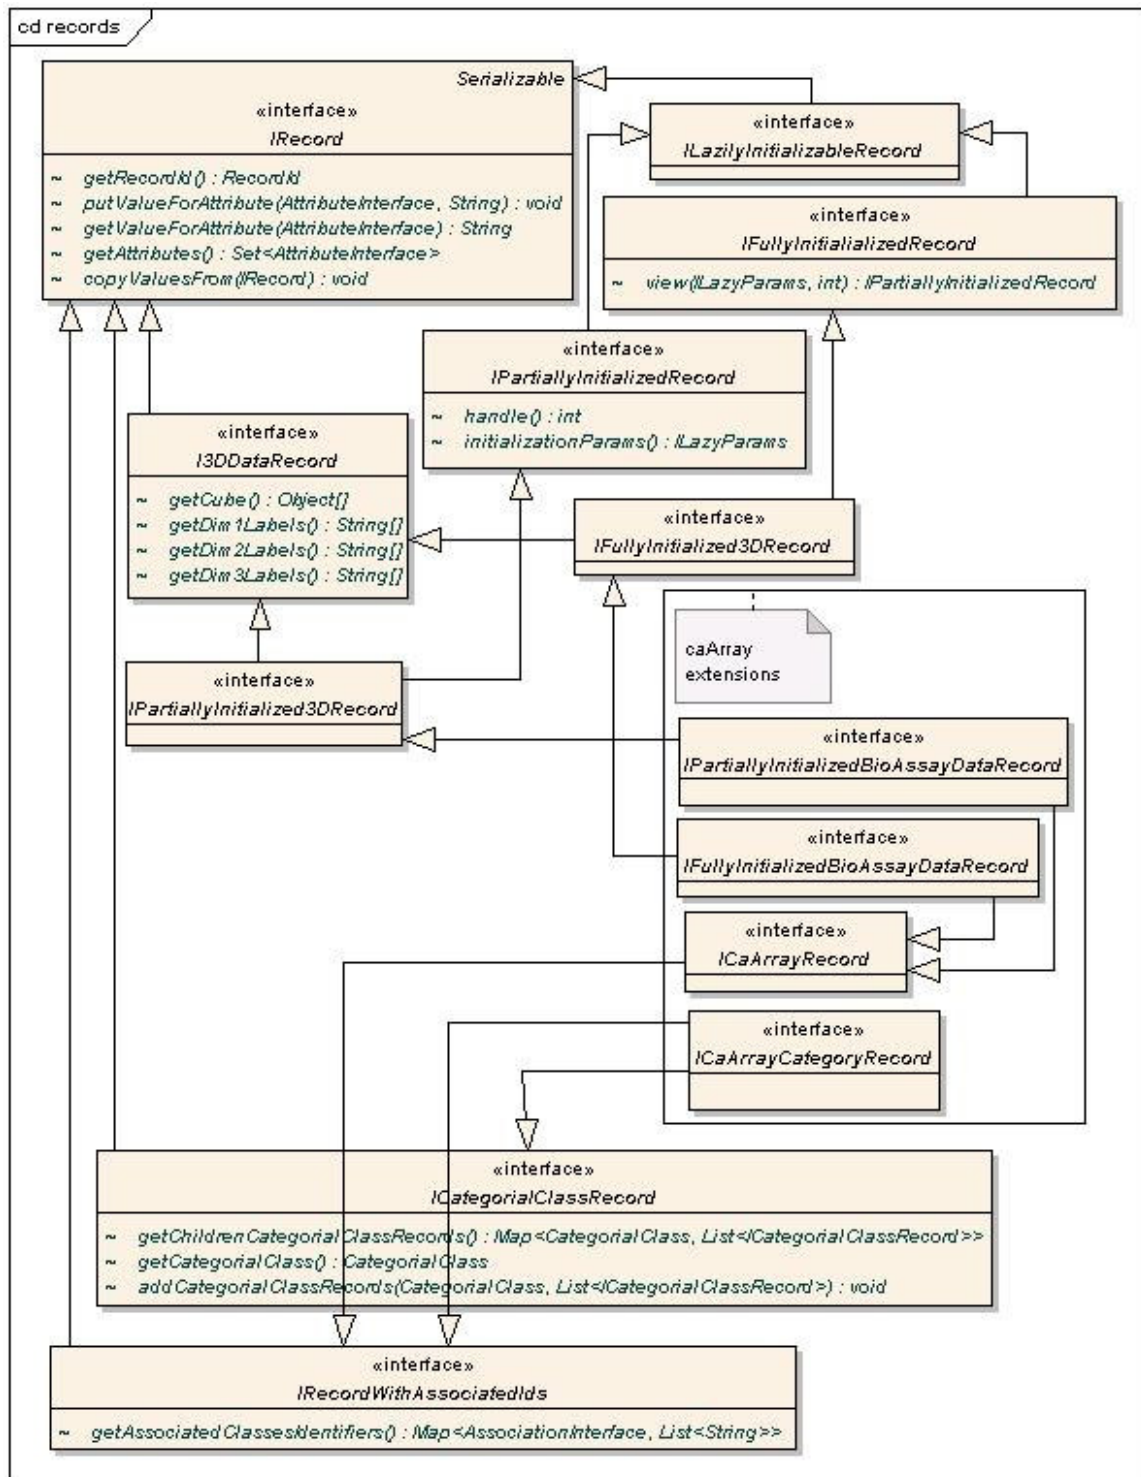 cd records
Serializable
«interface»
IRecord
~ getRecordId() : RecordId
~ putValueForAttribute(AttributeInterface, String) : void
~ getValueForAttribute(AttributeInterface) : String
~ getAttributes() : Set<AttributeInterface>
~ copyValuesFrom(IRecord) : void
«interface»
ILazilyInitializableRecord
«interface»
IFullyInitialializedRecord
~ view(ILazyParams, int) : IPartiallyInitializedRecord
«interface»
IPartiallyInitializedRecord
~ handle() : int
~ initializationParams() : ILazyParams
«interface»
I3DDataRecord
~ getCube() : Object[]
~ getDim1Labels() : String[]
~ getDim2Labels() : String[]
~ getDim3Labels() : String[]
«interface»
IFullyInitialized3DRecord
caArray
extensions
«interface»
IPartiallyInitialized3DRecord
«interface»
IPartiallyInitializedBioAssayDataRecord
«interface»
IFullyInitializedBioAssayDataRecord
«interface»
ICaArrayRecord
«interface»
ICaArrayCategoryRecord
«interface»
ICategorialClassRecord
~ getChildrenCategorialClassRecords() : Map<CategorialClass, List<ICategorialClassRecord>>
~ getCategorialClass() : CategorialClass
~ addCategorialClassRecords(CategorialClass, List<ICategorialClassRecord>) : void
«interface»
IRecordWithAssociatedIds
~ getAssociatedClassesIdentifiers() : Map<AssociationInterface, List<String>>